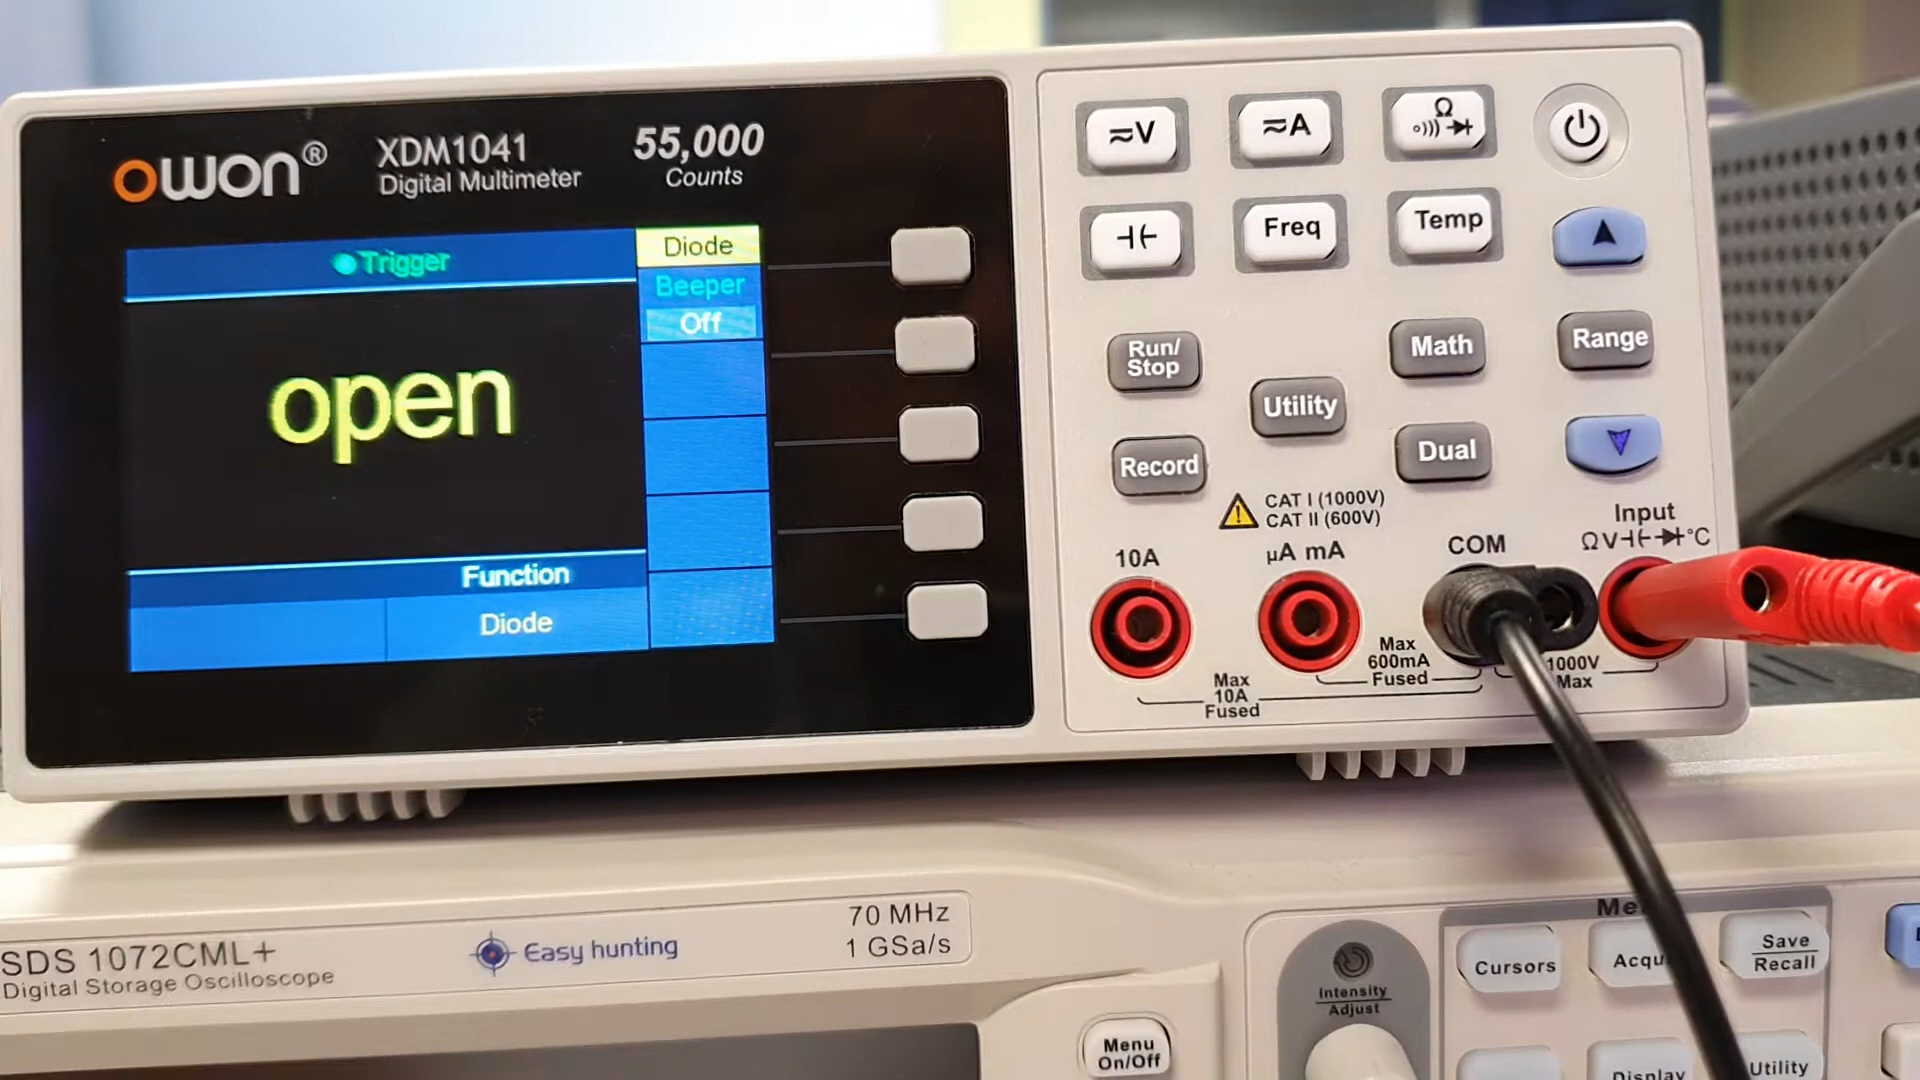 owon®
XDM1041
Digital Multimeter
55,000
Counts
Trigger
Diode
Beeper
Off
open
Function
Diode
≂V
≂A
Ω
o)))
Freq
Temp
Run/
Stop
Record
Utility
Math
Dual
Range
CAT I (1000V)
CAT II (600V)
10A
µA mA
COM
Input
Ω V °C
Max
10A
Fused
Max
600mA
Fused
1000V
Max
SDS 1072CML+
Digital Storage Oscilloscope
Easy hunting
70 MHz
1 GSa/s
Intensity
Adjust
Menu
On/Off
Cursors
Acqu
Save
Recall
Display
Utility